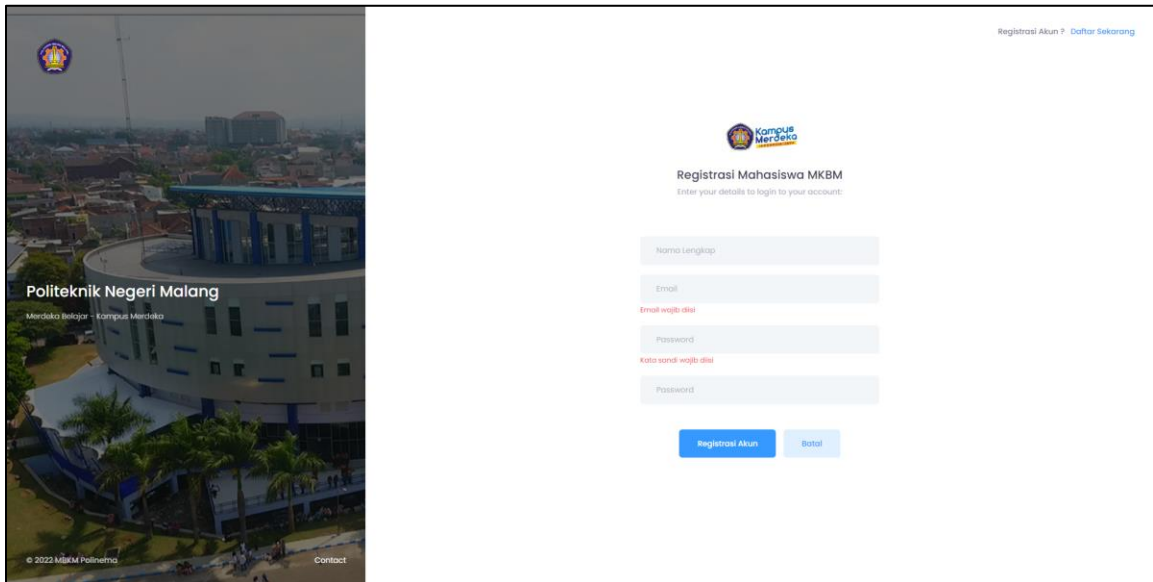 Registrasi Akun ? Daftar Sekarang
Kampus
Merdeka
Registrasi Mahasiswa MKBM
Enter your details to login to your account:
Nama Lengkap
Email
Email wajib diisi
Password
Kata sandi wajib diisi
Password
Registrasi Akun Batal
Politeknik Negeri Malang
Merdeka Belajar - Kampus Merdeka
© 2022 MBKM Polinema Contact